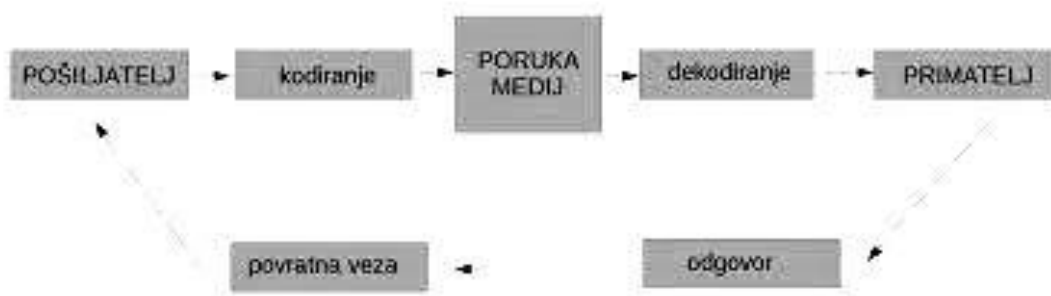 POŠILJATELJ
kodiranje
PORUKA
MEDIJ
dekodiranje
PRIMATELJ
povratna veza
odgovor